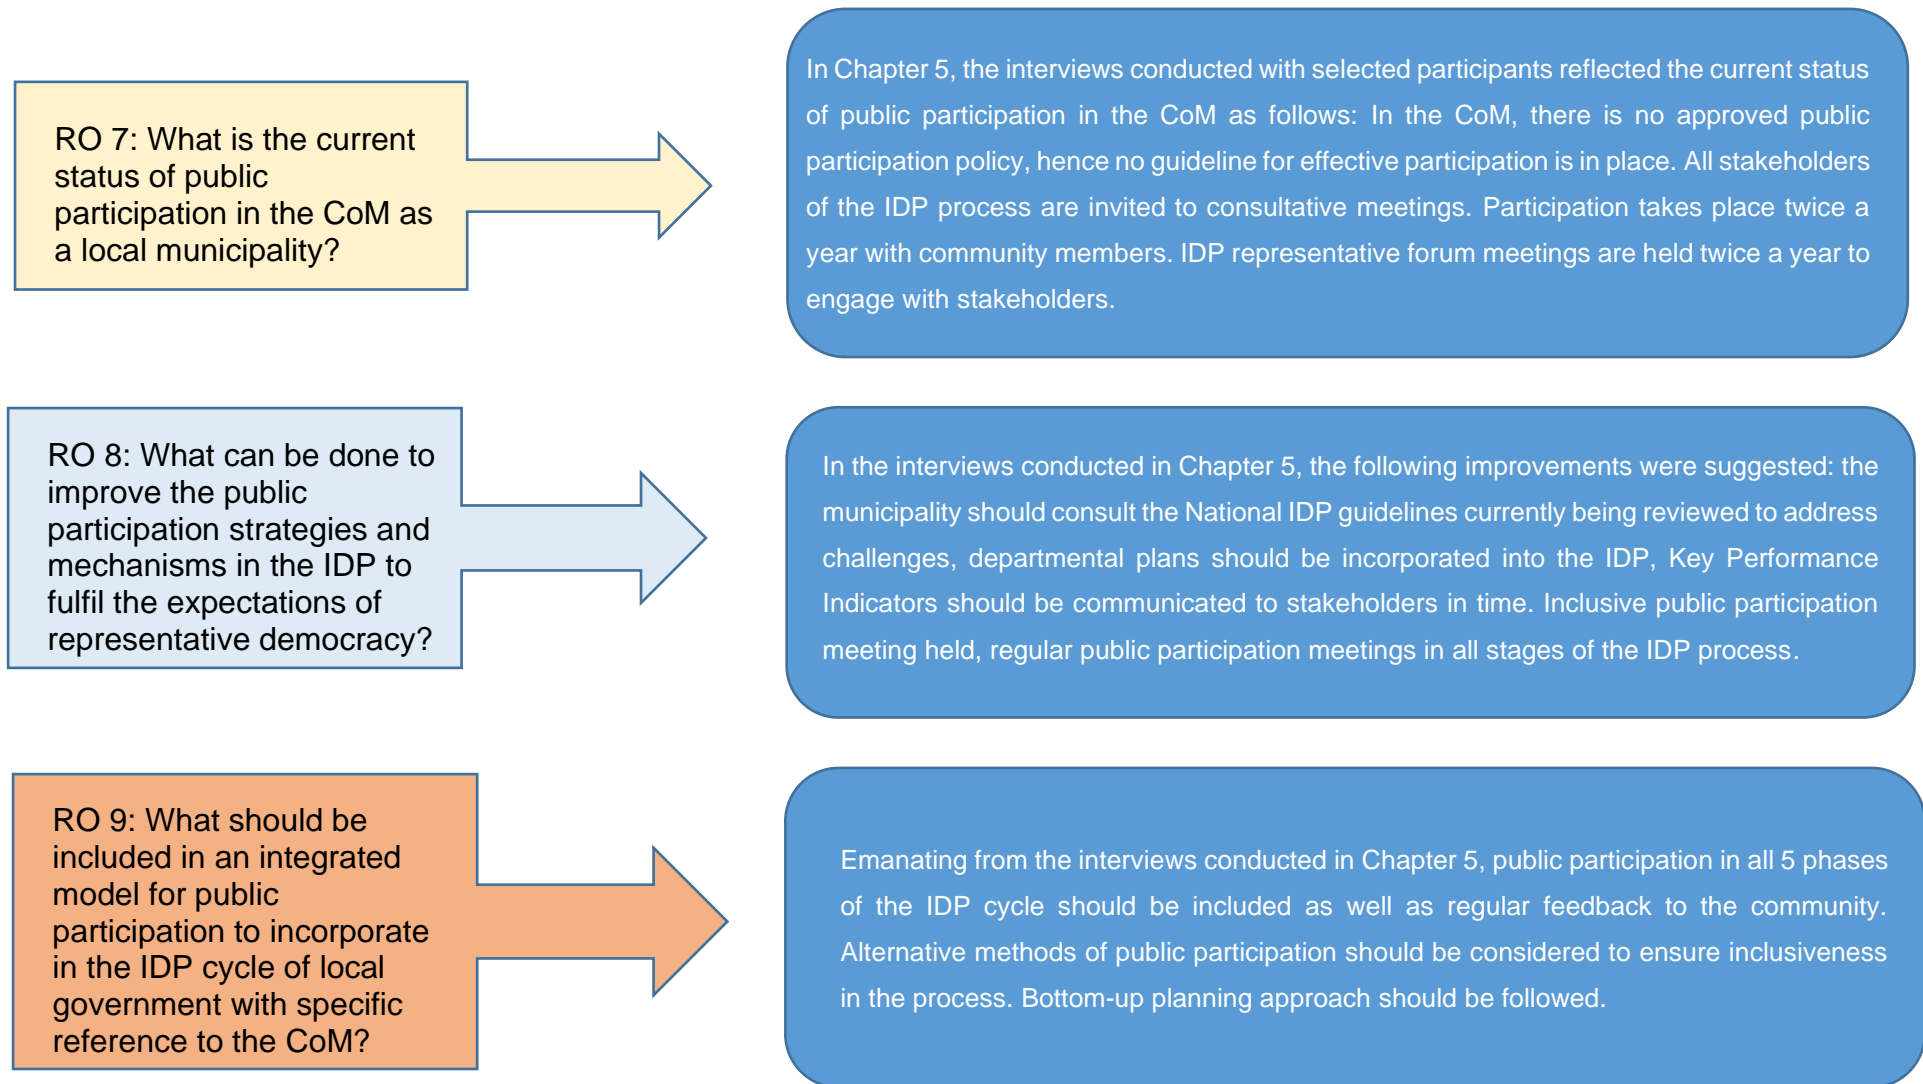 RO 7: What is the current
status of public
participation in the CoM as
a local municipality?
In Chapter 5, the interviews conducted with selected participants reflected the current status
of public participation in the CoM as follows: In the CoM, there is no approved public
participation policy, hence no guideline for effective participation is in place. All stakeholders
of the IDP process are invited to consultative meetings. Participation takes place twice a
year with community members. IDP representative forum meetings are held twice a year to
engage with stakeholders.
RO 8: What can be done to
improve the public
participation strategies and
mechanisms in the IDP to
fulfil the expectations of
representative democracy?
In the interviews conducted in Chapter 5, the following improvements were suggested: the
municipality should consult the National IDP guidelines currently being reviewed to address
challenges, departmental plans should be incorporated into the IDP, Key Performance
Indicators should be communicated to stakeholders in time. Inclusive public participation
meeting held, regular public participation meetings in all stages of the IDP process.
RO 9: What should be
included in an integrated
model for public
participation to incorporate
in the IDP cycle of local
government with specific
reference to the CoM?
Emanating from the interviews conducted in Chapter 5, public participation in all 5 phases
of the IDP cycle should be included as well as regular feedback to the community.
Alternative methods of public participation should be considered to ensure inclusiveness
in the process. Bottom-up planning approach should be followed.